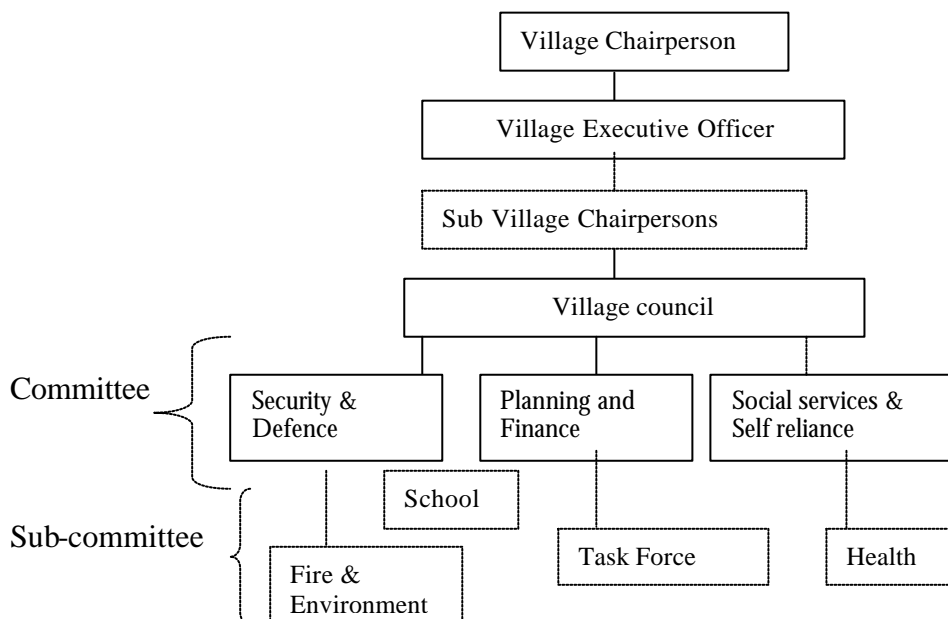 Village Chairperson
Village Executive Officer
Sub Village Chairpersons
Village council
Committee
Security &
Defence
Planning and
Finance
Social services &
Self reliance
School
Sub-committee
Task Force
Health
Fire &
Environment